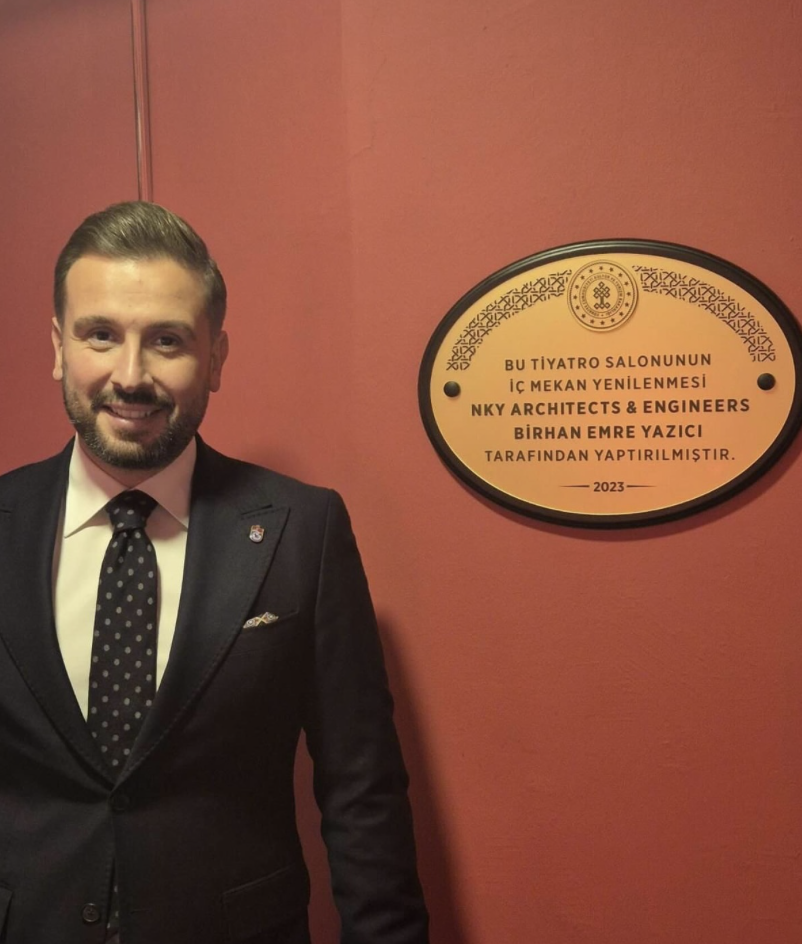 BU TİYATRO SALONUNUN
İÇ MEKAN YENİLENMESİ
NKY ARCHITECTS & ENGINEERS
BİRHAN EMRE YAZICI
TARAFINDAN YAPTIRILMIŞTIR.
2023